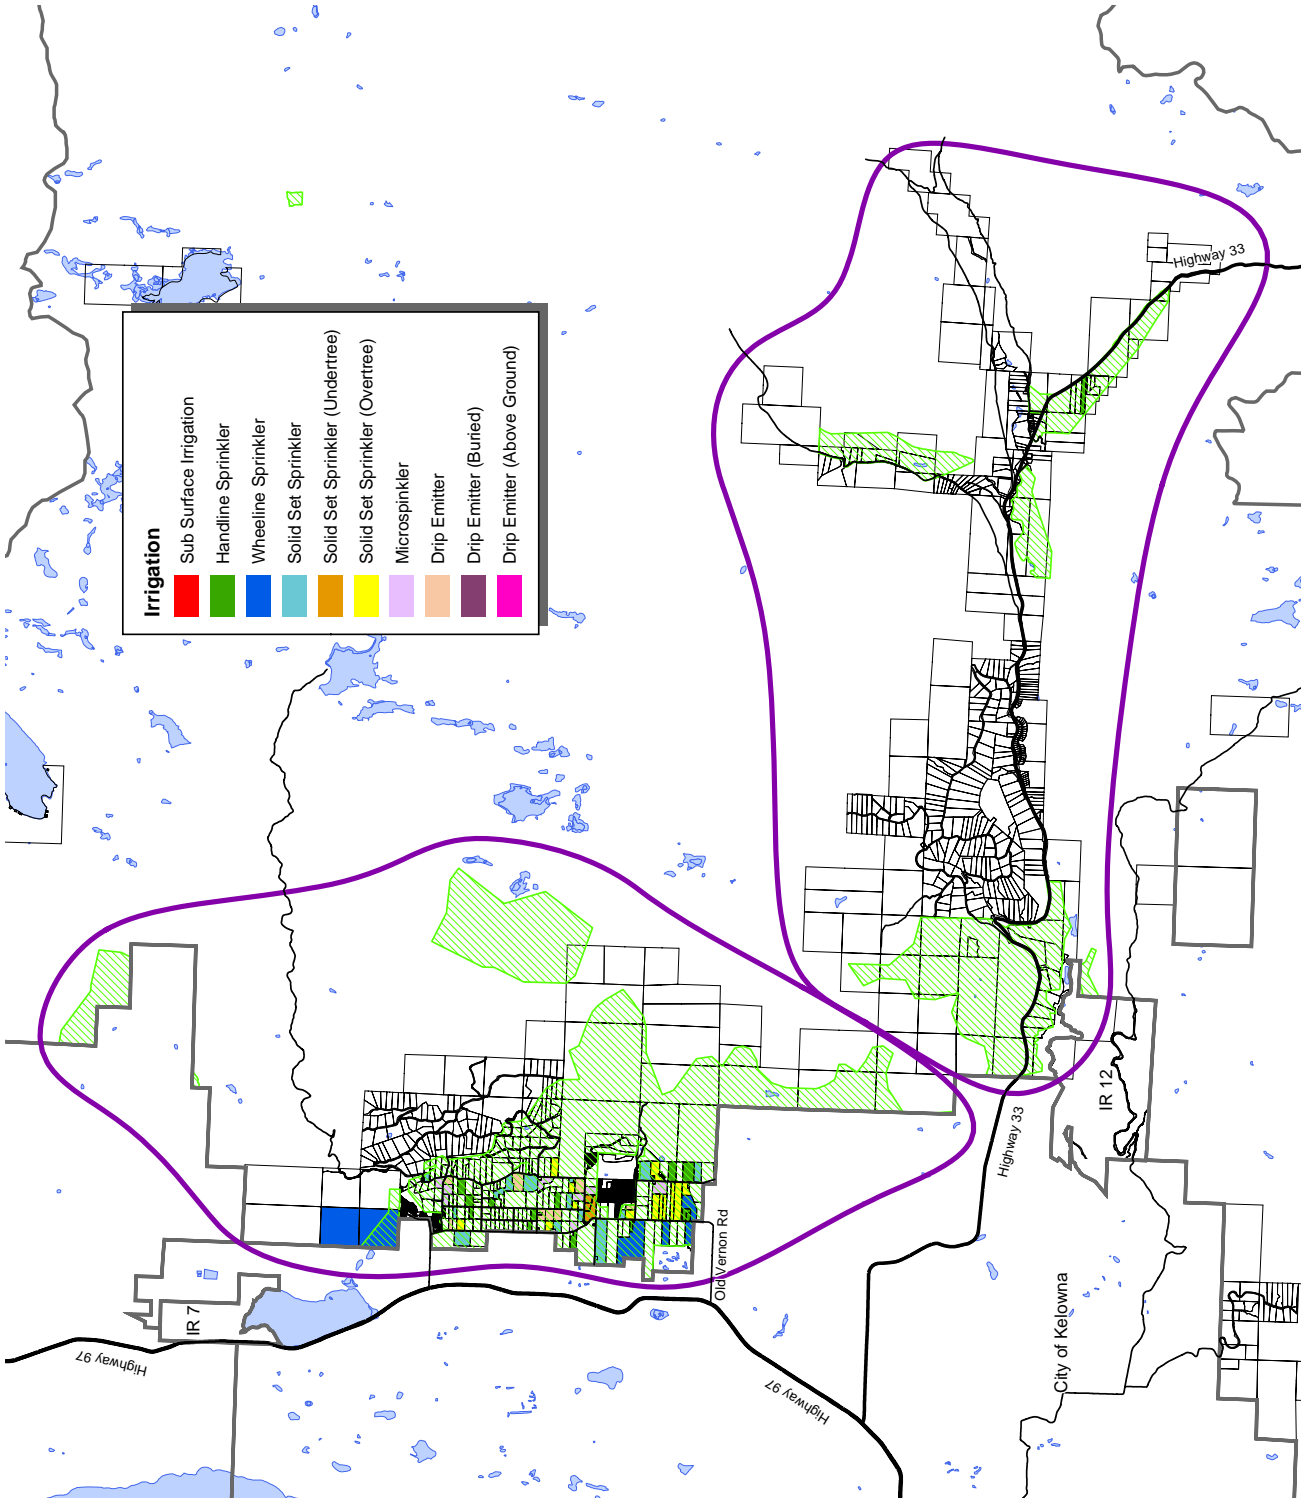 Irrigation
Sub Surface Irrigation
Handline Sprinkler
Wheeline Sprinkler
Solid Set Sprinkler
Solid Set Sprinkler (Undertree)
Solid Set Sprinkler (Overtree)
Microspinkler
Drip Emitter
Drip Emitter (Buried)
Drip Emitter (Above Ground)
Highway 33
Highway 33
IR 12
Old Vernon Rd
IR 7
Highway 97
Highway 97
City of Kelowna